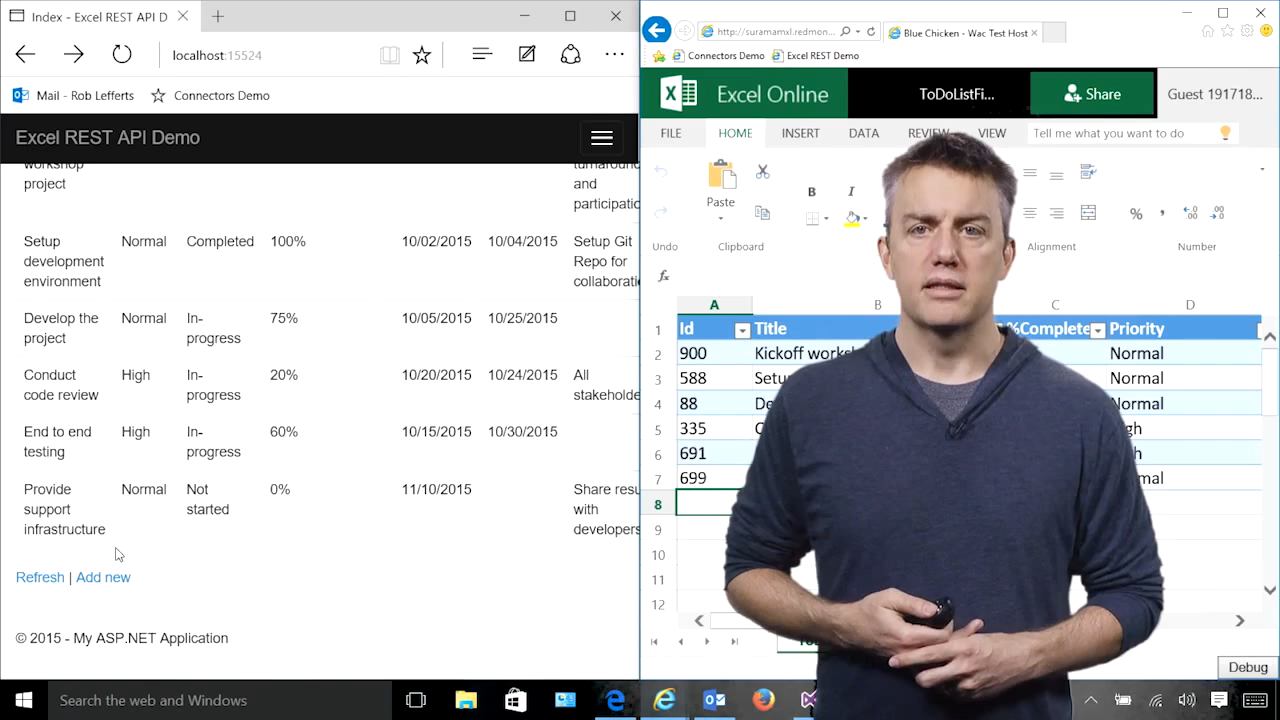 Index - Excel REST API D
localhost:15524
Mail - Rob Lefferts
Connectors Demo
Excel REST API Demo
workshop
project
turnaround
and
participatio
Setup
development
environment
Normal
Completed
100%
10/02/2015
10/04/2015
Setup Git
Repo for
collaborati
Develop the
project
Normal
In-
progress
75%
10/05/2015
10/25/2015
Conduct
code review
High
In-
progress
20%
10/20/2015
10/24/2015
All
stakeholde
End to end
testing
High
In-
progress
60%
10/15/2015
10/30/2015
Provide
support
infrastructure
Normal
Not
started
0%
11/10/2015
Share resu
with
developers
Refresh | Add new
© 2015 - My ASP.NET Application
Search the web and Windows
http://suramamxl.redmon...
Blue Chicken - Wac Test Host
Connectors Demo
Excel REST Demo
Excel Online
ToDoListFi...
Share
Guest 191718...
FILE
HOME
INSERT
DATA
REVIEW
VIEW
Tell me what you want to do
Paste
B
I
%
Undo
Clipboard
Alignment
Number
fx
A
B
C
D
1
Id
Title
%Complete
Priority
2
900
Kickoff worksh
Normal
3
588
Setu
Normal
4
88
De
Normal
5
335
C
gh
6
691
h
7
699
mal
8
9
10
11
12
Debug